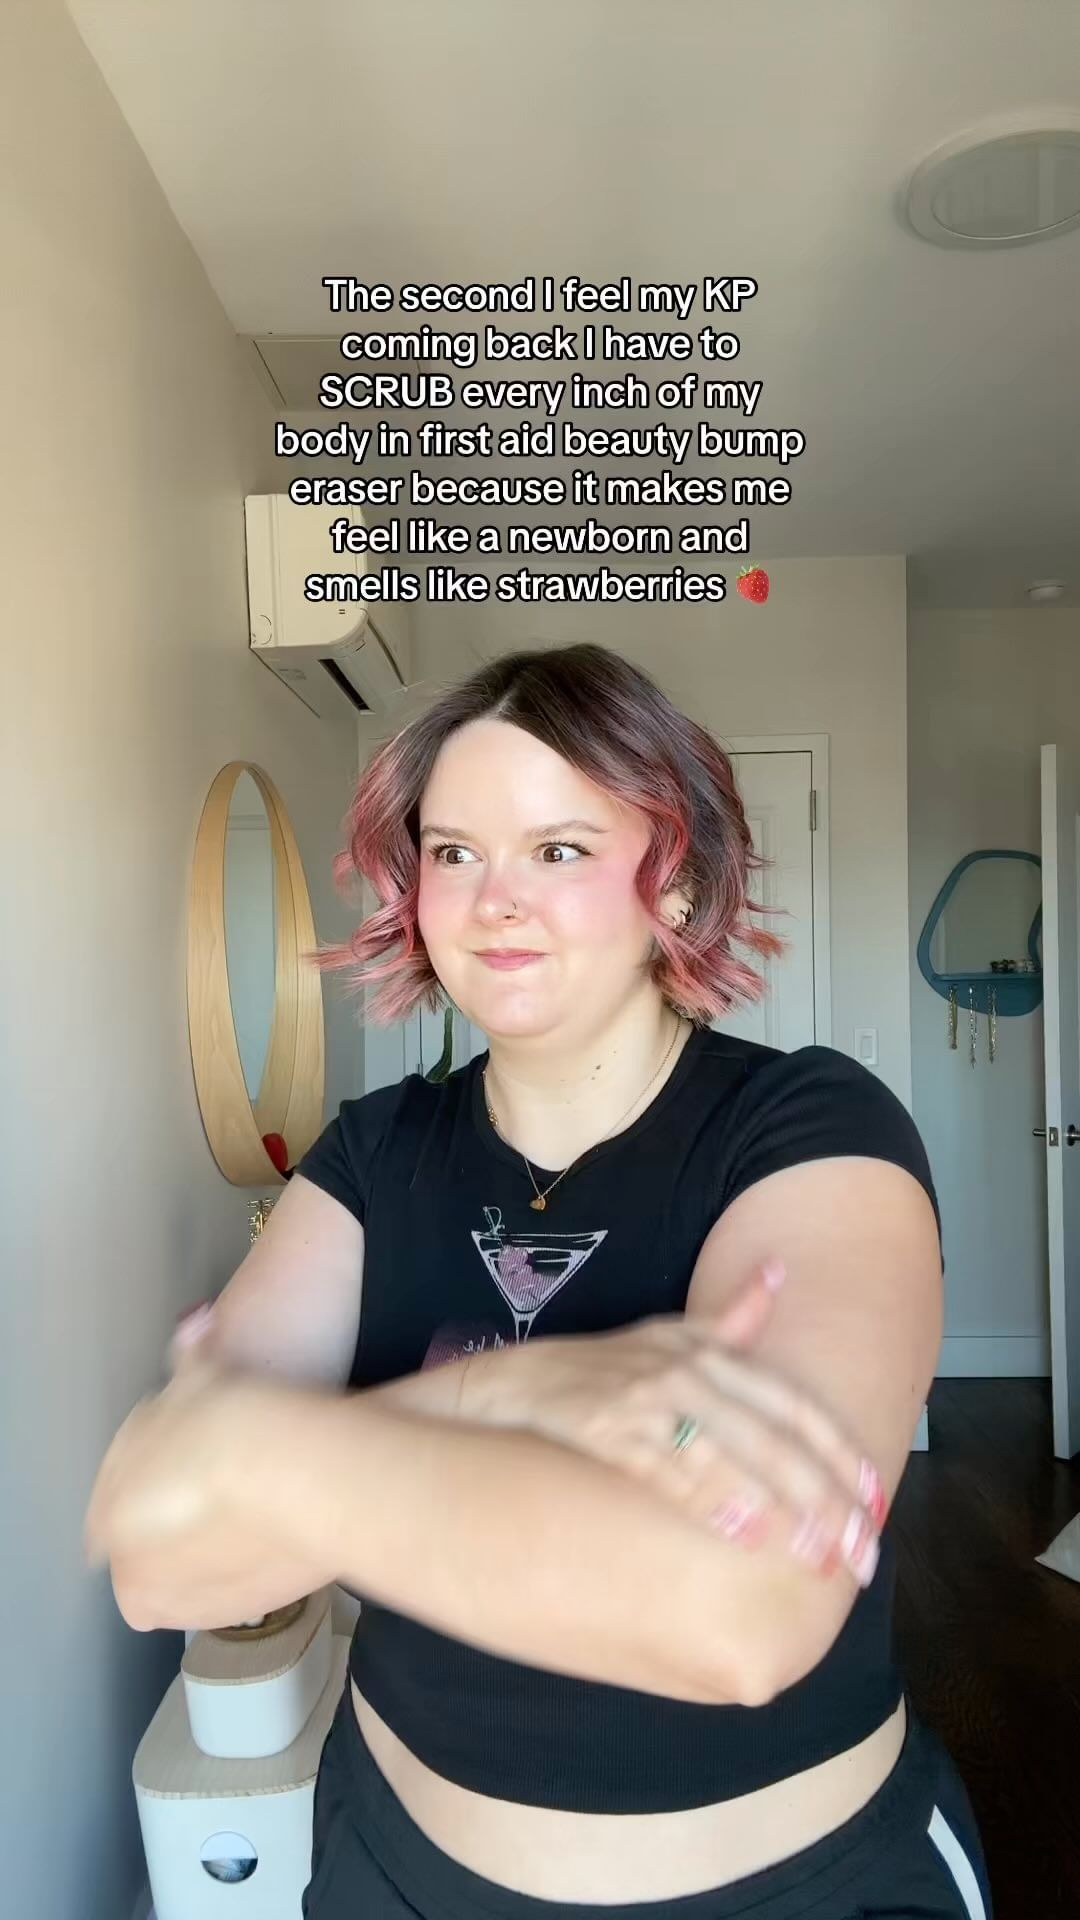 The second I feel my KP
coming back I have to
SCRUB every inch of my
body in first aid beauty bump
eraser because it makes me
feel like a newborn and
smells like strawberries 🍓